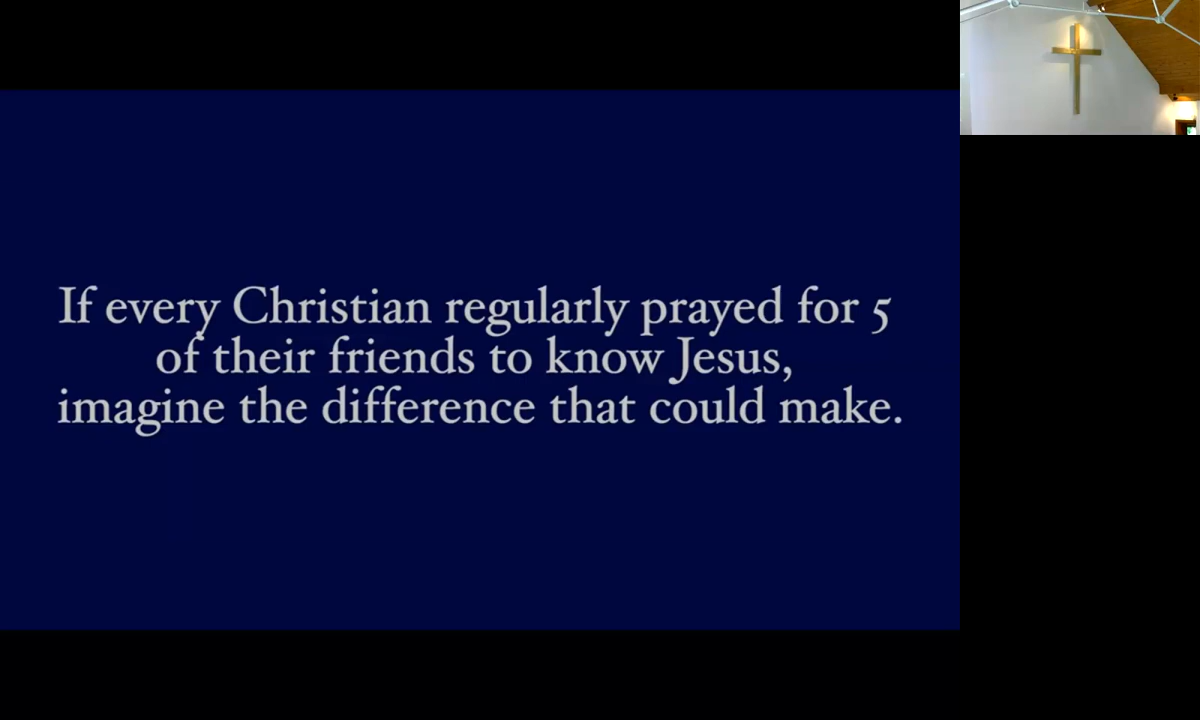 If every Christian regularly prayed for 5
of their friends to know Jesus,
imagine the difference that could make.